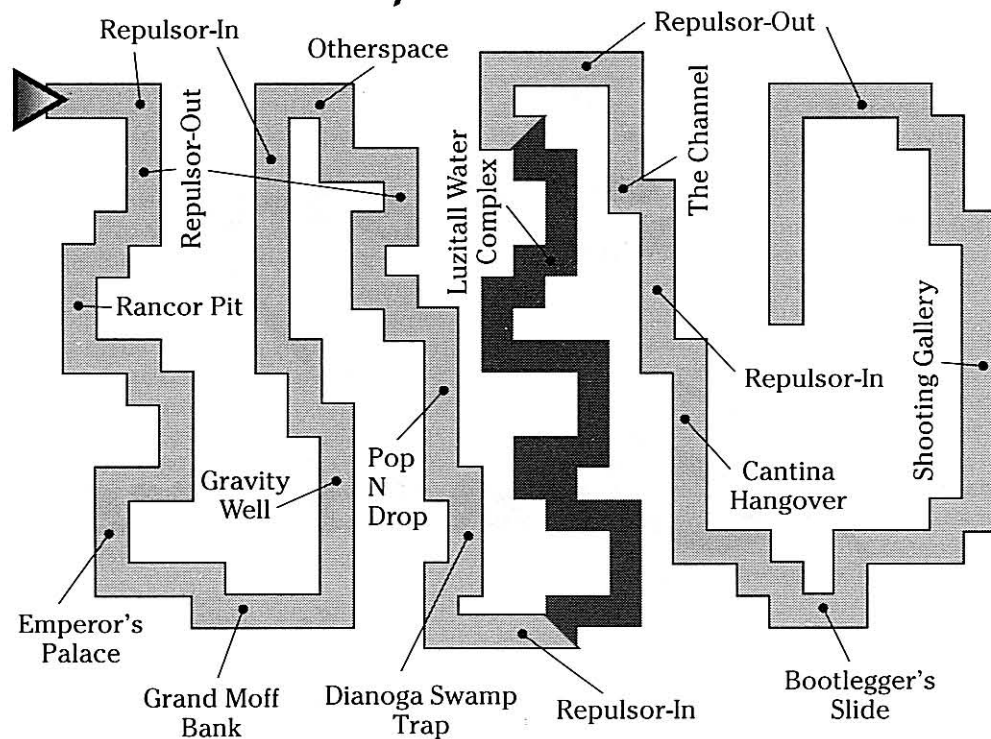 Repulsor-In
Otherspace
Repulsor-Out
Repulsor-Out
Luzitall Water
Complex
The Channel
Rancor Pit
Shooting Gallery
Repulsor-In
Gravity
Well
Pop
N
Drop
Cantina
Hangover
Emperor's
Palace
Grand Moff
Bank
Dianoga Swamp
Trap
Repulsor-In
Bootlegger's
Slide